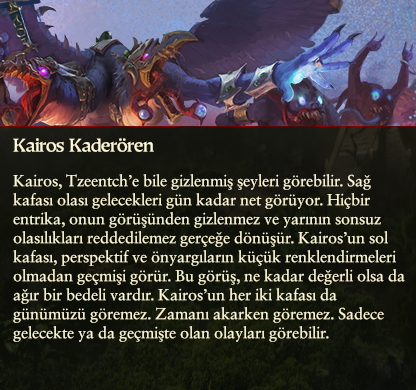 Kairos Kaderören
Kairos, Tzeentch’e bile gizlenmiş şeyleri görebilir. Sağ
kafası olası gelecekleri gün kadar net görüyor. Hiçbir
entrika, onun görüşünden gizlenmez ve yarının sonsuz
olasılıkları reddedilemez gerçeğe dönüşür. Kairos’un sol
kafası, perspektif ve önyargıların küçük renklendirmeleri
olmadan geçmişi görür. Bu görüş, ne kadar değerli olsa da
ağır bir bedeli vardır. Kairos’un her iki kafası da
günümüzü göremez. Zamanı akarken göremez. Sadece
gelecekte ya da geçmişte olan olayları görebilir.